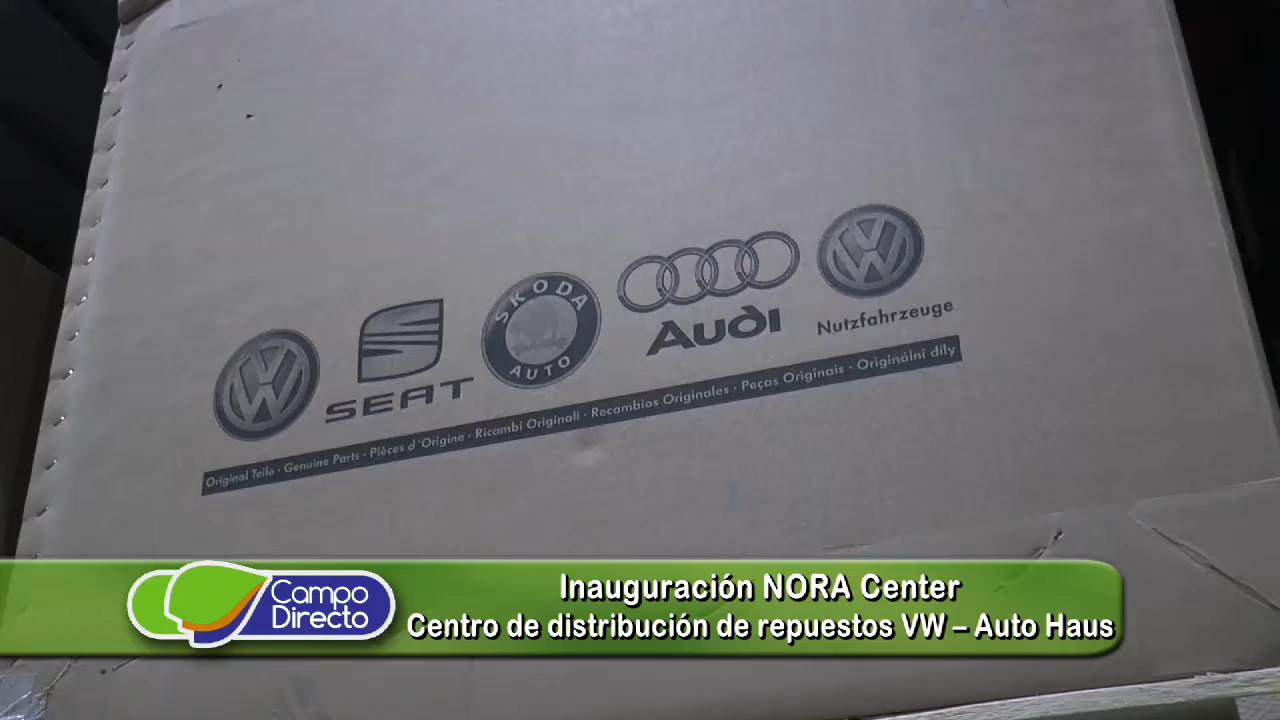 SEAT
SKODA
AUTO
Audi
Nutzfahrzeuge
Original Teile · Genuine Parts · Pièces d'Origine · Ricambi Originali · Recambios Originales · Peças Originais · Originální díly
Campo
Directo
Inauguración NORA Center
Centro de distribución de repuestos VW – Auto Haus